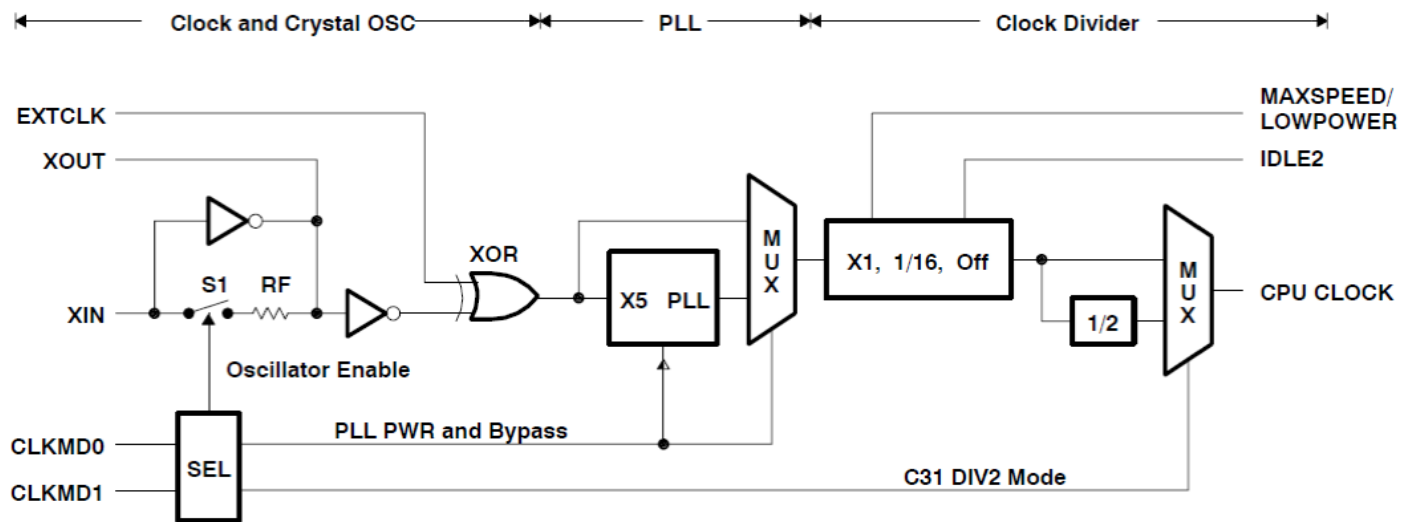 Clock and Crystal OSC
PLL
Clock Divider
EXTCLK
MAXSPEED/
LOWPOWER
XOUT
IDLE2
XOR
MUX
MUX
S1
RF
X5 PLL
X1, 1/16, Off
1/2
XIN
CPU CLOCK
Oscillator Enable
CLKMD0
PLL PWR and Bypass
SEL
CLKMD1
C31 DIV2 Mode